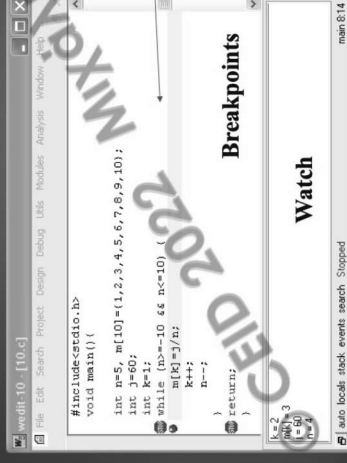 wedit-10 - [10.c]
File Edit Search Project Design Debug Utils Modules Analysis Window Help
#include<stdio.h>
void main(){
int n=5, m[10]={1,2,3,4,5,6,7,8,9,10};
int j=60;
int k=1;
while (n>=-10 && n<=10) {
m[k]=j/n;
k++;
n--;
}
return;
}
Breakpoints
k = 2
m[k] = 3
j = 60
n = 4
Watch
auto locals stack events search Stopped
main 8:14
CEID 2022